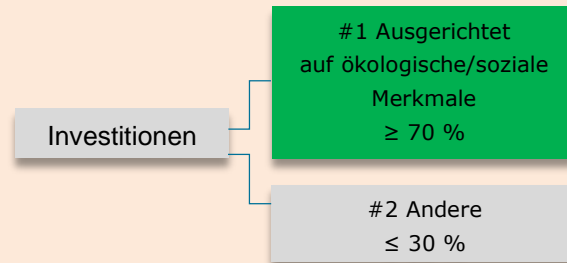 Investitionen
#1 Ausgerichtet
auf ökologische/soziale
Merkmale
≥ 70 %
#2 Andere
≤ 30 %